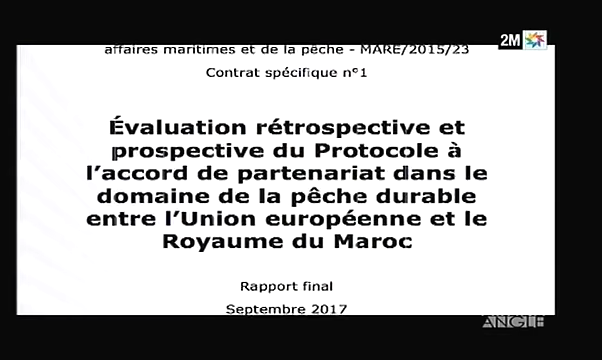 2M
affaires maritimes et de la pêche - MARE/2015/23
Contrat spécifique n°1
Évaluation rétrospective et
prospective du Protocole à
l'accord de partenariat dans le
domaine de la pêche durable
entre l'Union européenne et le
Royaume du Maroc
Rapport final
Septembre 2017
ANGLE